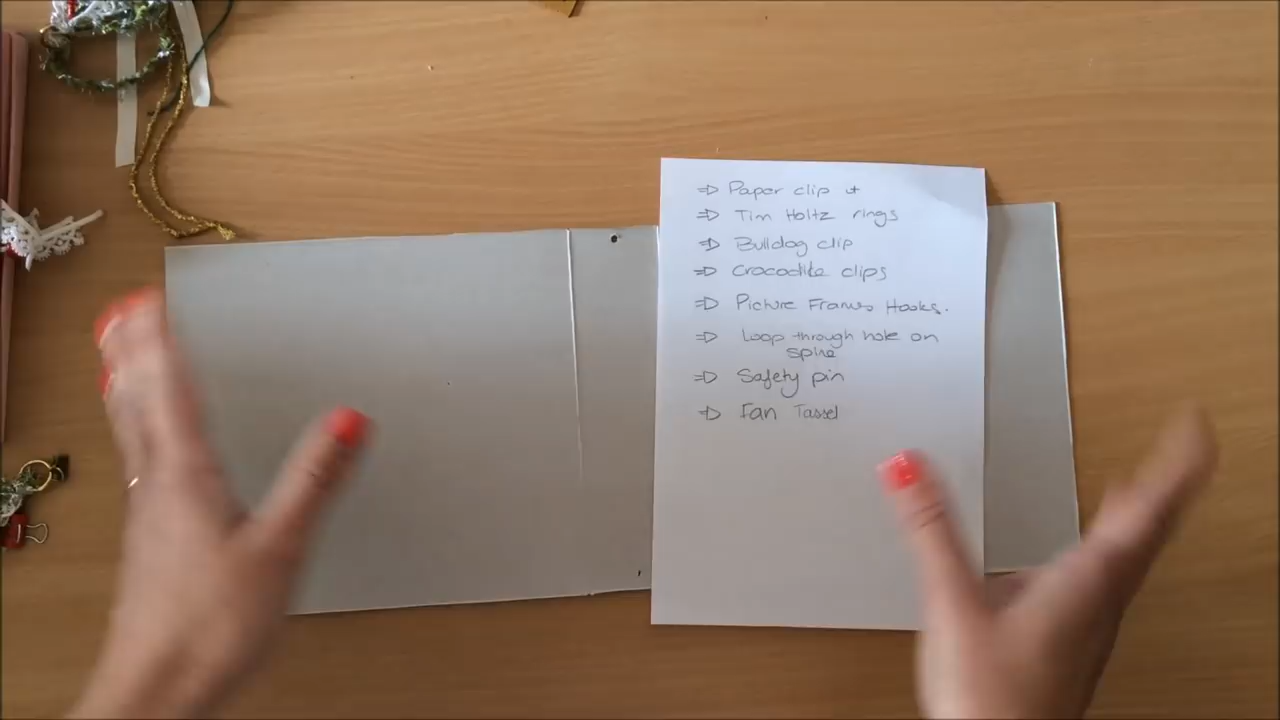 ⇒ Paper clip it
⇒ Tim Holtz rings
⇒ Bulldog clip
⇒ Crocodile clips
⇒ Picture Frames Hooks.
⇒ Loop through hole on
spine
⇒ Safety pin
⇒ Fan Tassel